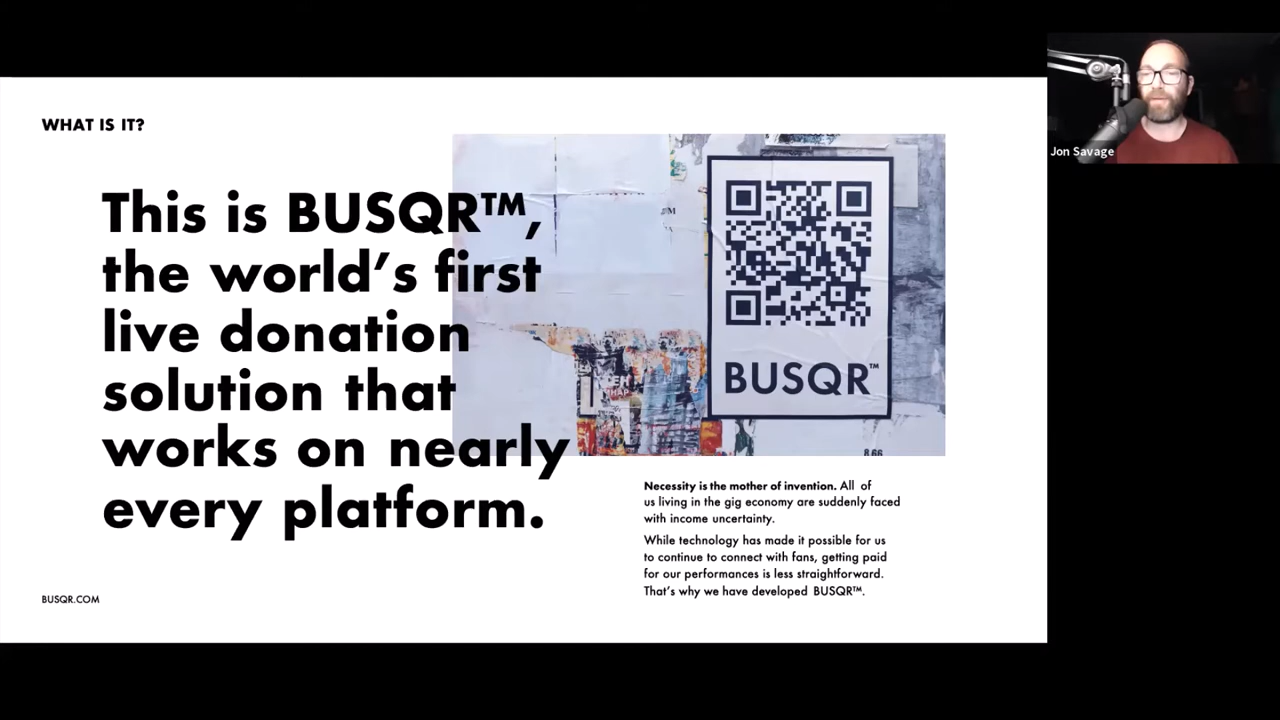 WHAT IS IT?
This is BUSQR™,
the world's first
live donation
solution that
works on nearly
every platform.
BUSQR™
8.66
Necessity is the mother of invention. All of
us living in the gig economy are suddenly faced
with income uncertainty.
While technology has made it possible for us
to continue to connect with fans, getting paid
for our performances is less straightforward.
That's why we have developed BUSQR™.
BUSQR.COM
Jon Savage